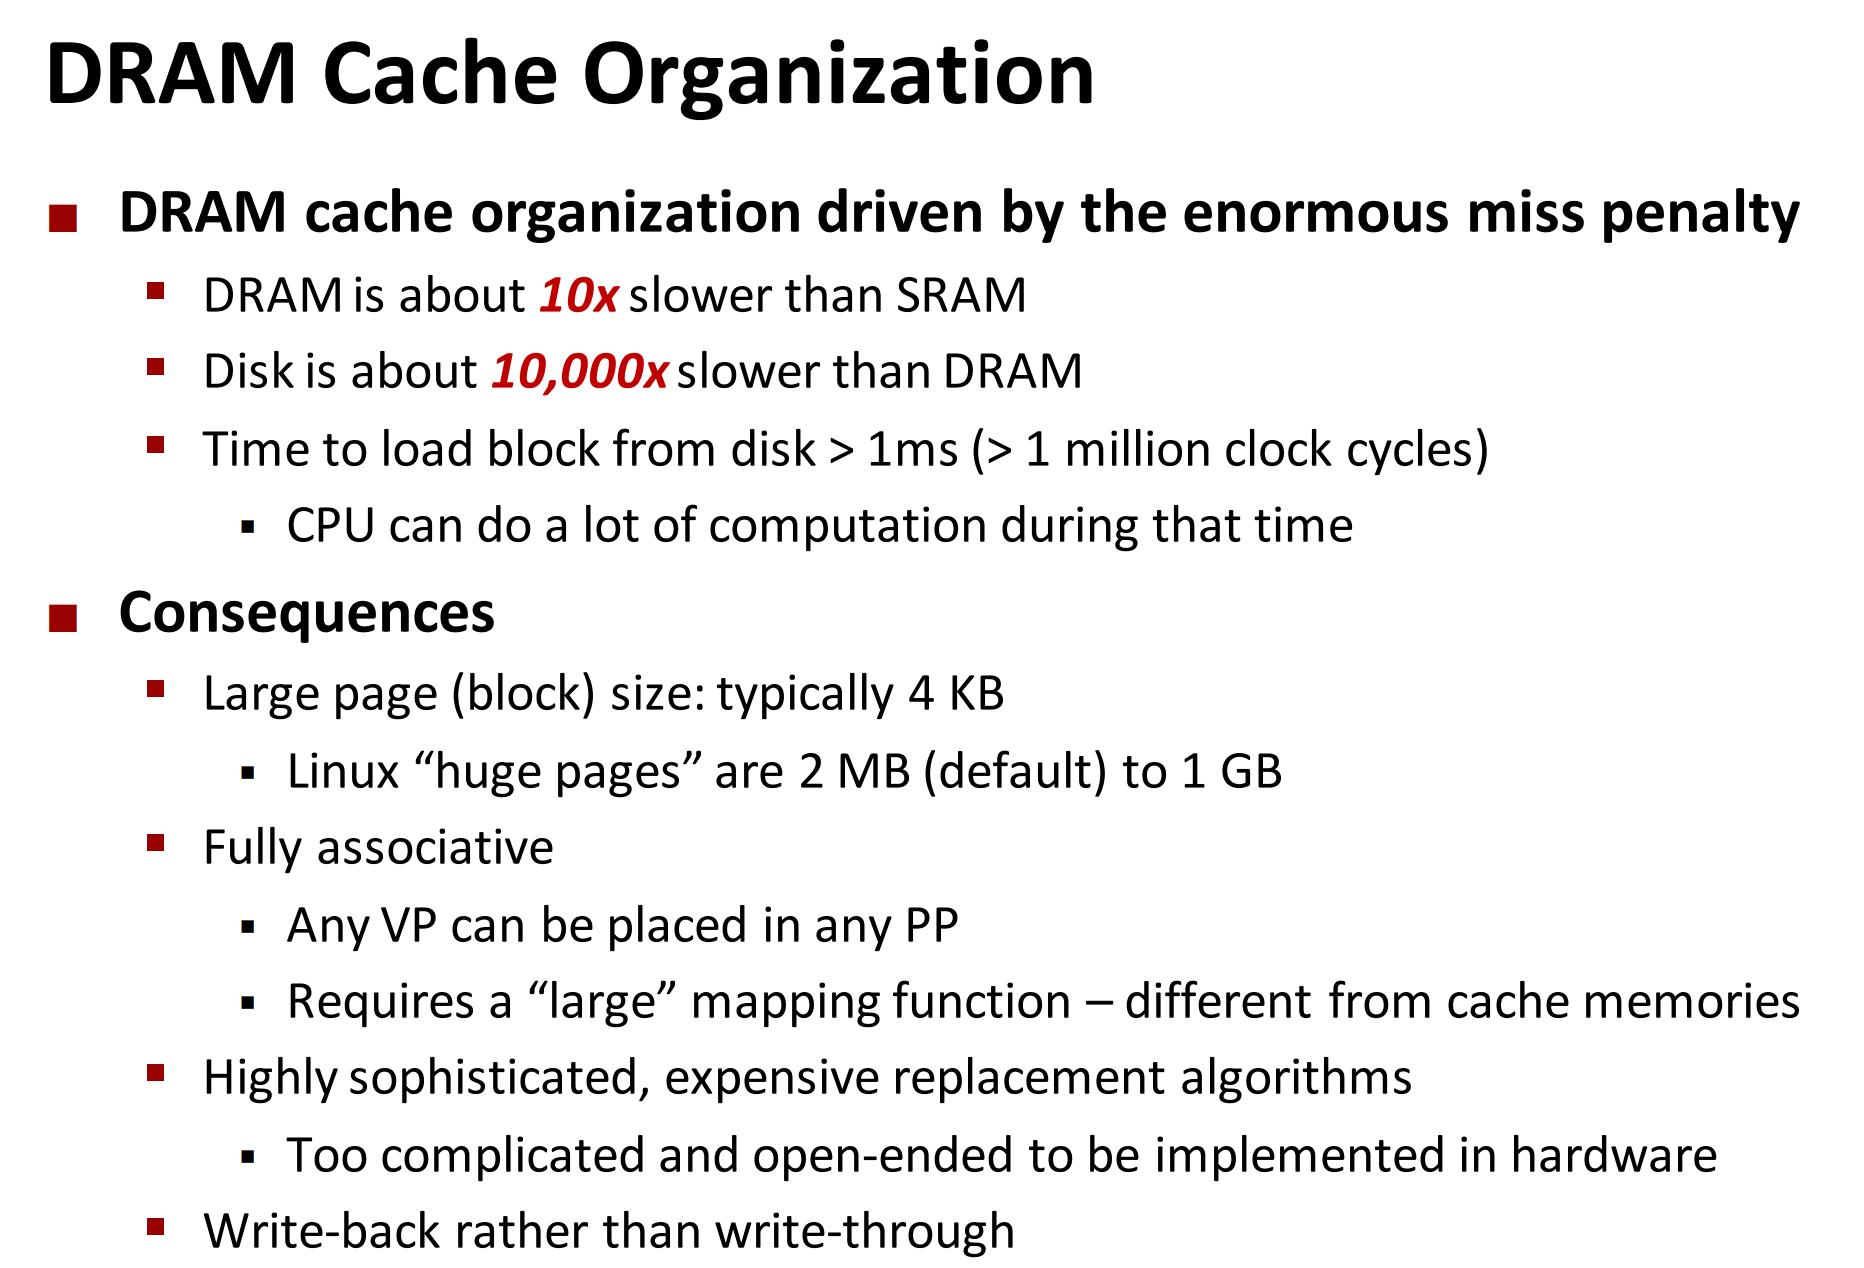 DRAM Cache Organization
DRAM cache organization driven by the enormous miss penalty
DRAM is about 10x slower than SRAM
Disk is about 10,000x slower than DRAM
Time to load block from disk > 1ms (> 1 million clock cycles)
CPU can do a lot of computation during that time
Consequences
Large page (block) size: typically 4 KB
Linux “huge pages” are 2 MB (default) to 1 GB
Fully associative
Any VP can be placed in any PP
Requires a “large” mapping function – different from cache memories
Highly sophisticated, expensive replacement algorithms
Too complicated and open-ended to be implemented in hardware
Write-back rather than write-through